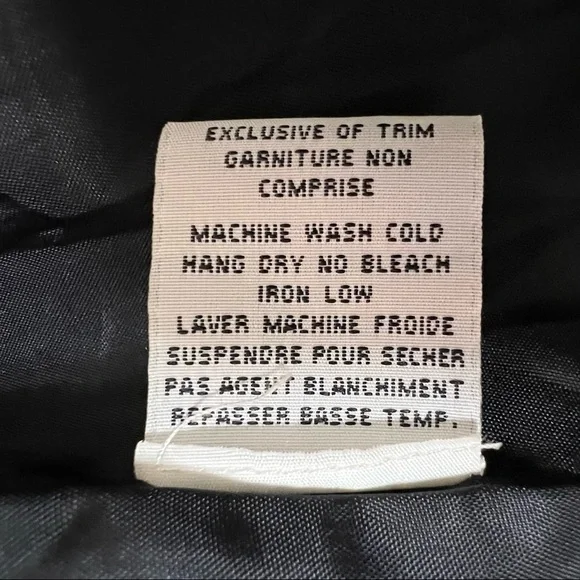 EXCLUSIVE OF TRIM
GARNITURE NON
COMPRISE
MACHINE WASH COLD
HANG DRY NO BLEACH
IRON LOW
LAVER MACHINE FROIDE
SUSPENDRE POUR SECHER
PAS AGENT BLANCHIMENT
REPASSER BASSE TEMP.